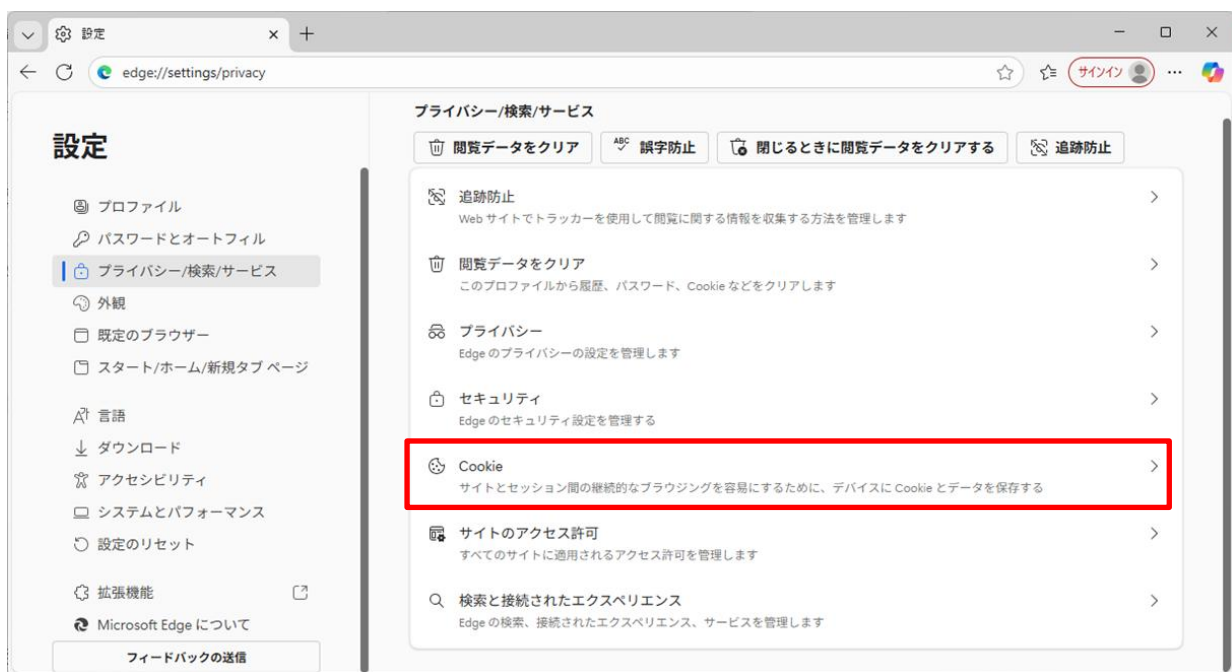 設定
edge://settings/privacy
サインイン
設定
プロファイル
パスワードとオートフィル
プライバシー/検索/サービス
外観
既定のブラウザー
スタート/ホーム/新規タブ ページ
言語
ダウンロード
アクセシビリティ
システムとパフォーマンス
設定のリセット
拡張機能
Microsoft Edge について
フィードバックの送信
プライバシー/検索/サービス
閲覧データをクリア
ABC 誤字防止
閉じるときに閲覧データをクリアする
追跡防止
追跡防止
Web サイトでトラッカーを使用して閲覧に関する情報を収集する方法を管理します
閲覧データをクリア
このプロファイルから履歴、パスワード、Cookie などをクリアします
プライバシー
Edge のプライバシーの設定を管理します
セキュリティ
Edge のセキュリティ設定を管理する
Cookie
サイトとセッション間の継続的なブラウジングを容易にするために、デバイスに Cookie とデータを保存する
サイトのアクセス許可
すべてのサイトに適用されるアクセス許可を管理します
検索と接続されたエクスペリエンス
Edge の検索、接続されたエクスペリエンス、サービスを管理します